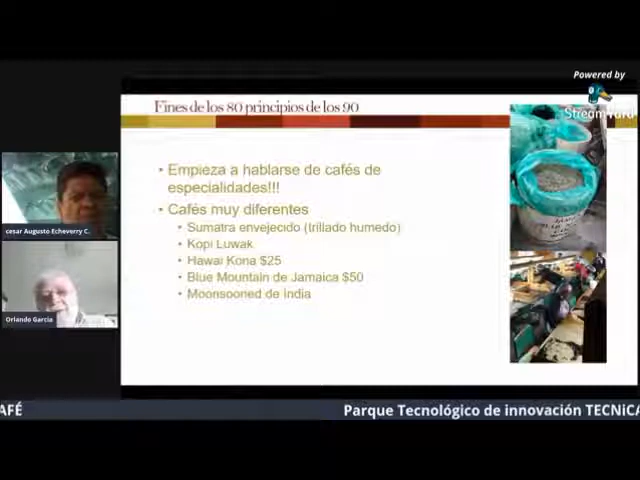 Powered by
StreamYard
Fines de los 80 principios de los 90
• Empieza a hablarse de cafés de
especialidades!!!
• Cafés muy diferentes
• Sumatra envejecido (trillado humedo)
• Kopi Luwak
• Hawai Kona $25
• Blue Mountain de Jamaica $50
• Moonsooned de India
cesar Augusto Echeverry C.
Orlando Garcia
AFÉ
Parque Tecnológico de innovación TECNiCA